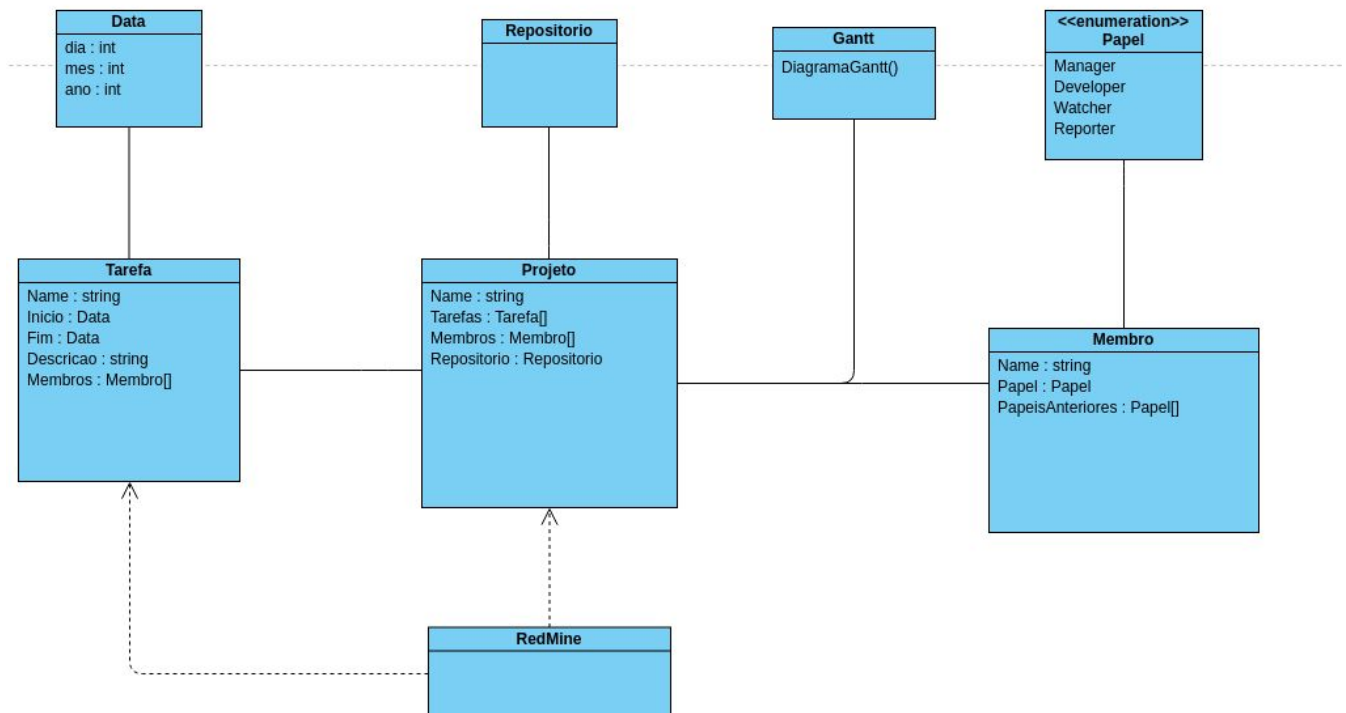 Data
dia : int
mes : int
ano : int
Repositorio
Gantt
DiagramaGantt()
<<enumeration>>
Papel
Manager
Developer
Watcher
Reporter
Tarefa
Name : string
Inicio : Data
Fim : Data
Descricao : string
Membros : Membro[]
Projeto
Name : string
Tarefas : Tarefa[]
Membros : Membro[]
Repositorio : Repositorio
Membro
Name : string
Papel : Papel
PapeisAnteriores : Papel[]
RedMine